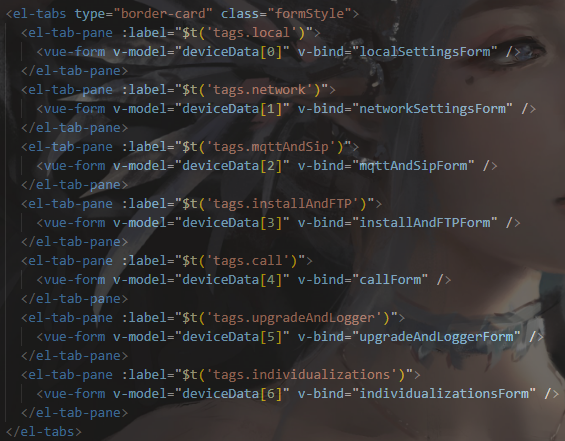 <el-tabs type="border-card" class="formStyle">
  <el-tab-pane :label="$t('tags.local')">
    <vue-form v-model="deviceData[0]" v-bind="localSettingsForm" />
  </el-tab-pane>
  <el-tab-pane :label="$t('tags.network')">
    <vue-form v-model="deviceData[1]" v-bind="networkSettingsForm" />
  </el-tab-pane>
  <el-tab-pane :label="$t('tags.mqttAndSip')">
    <vue-form v-model="deviceData[2]" v-bind="mqttAndSipForm" />
  </el-tab-pane>
  <el-tab-pane :label="$t('tags.installAndFTP')">
    <vue-form v-model="deviceData[3]" v-bind="installAndFTPForm" />
  </el-tab-pane>
  <el-tab-pane :label="$t('tags.call')">
    <vue-form v-model="deviceData[4]" v-bind="callForm" />
  </el-tab-pane>
  <el-tab-pane :label="$t('tags.upgradeAndLogger')">
    <vue-form v-model="deviceData[5]" v-bind="upgradeAndLoggerForm" />
  </el-tab-pane>
  <el-tab-pane :label="$t('tags.individualizations')">
    <vue-form v-model="deviceData[6]" v-bind="individualizationsForm" />
  </el-tab-pane>
</el-tabs>